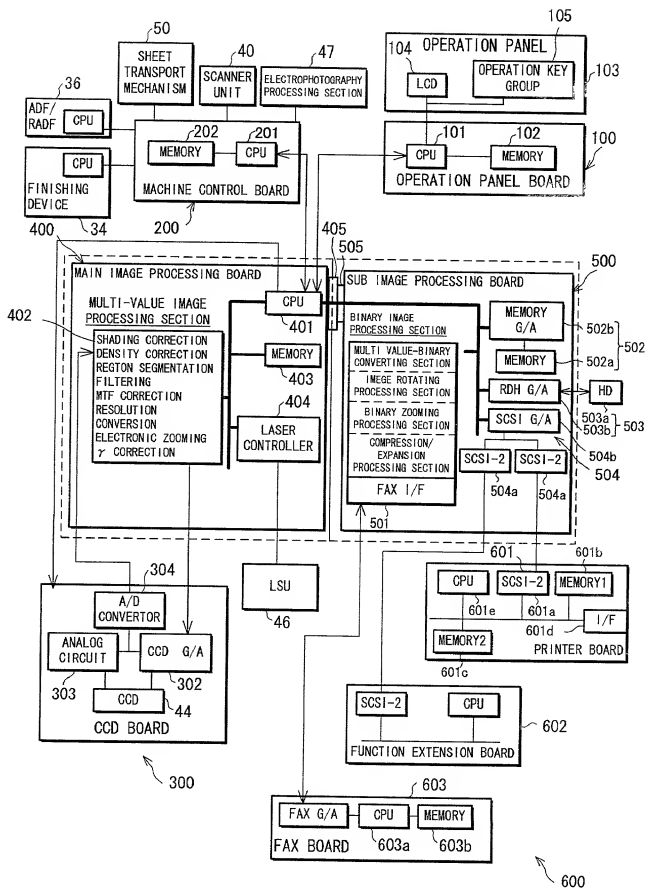 50
SHEET
TRANSPORT
MECHANISM
40
SCANNER
UNIT
47
ELECTROPHOTOGRAPHY
PROCESSING SECTION
105
104
OPERATION PANEL
OPERATION KEY
GROUP
LCD
103
36
ADF/
RADF
CPU
202
201
MEMORY
CPU
MACHINE CONTROL BOARD
200
CPU
FINISHING
DEVICE
34
101
102
CPU
MEMORY
OPERATION PANEL BOARD
100
400
405
505
500
MAIN IMAGE PROCESSING BOARD
MULTI-VALUE IMAGE
PROCESSING SECTION
402
SHADING CORRECTION
DENSITY CORRECTION
REGTON SEGMENTATION
FILTERING
MTF CORRECTION
RESOLUTION
CONVERSION
ELECTRONIC ZOOMING
γ CORRECTION
CPU
401
MEMORY
403
404
LASER
CONTROLLER
SUB IMAGE PROCESSING BOARD
BINARY IMAGE
PROCESSING SECTION
MULTI VALUE-BINARY
CONVERTING SECTION
IMEGE ROTATING
PROCESSING SECTION
BINARY ZOOMING
PROCESSING SECTION
COMPRESSION/
EXPANSION
PROCESSING SECTION
FAX I/F
501
MEMORY
G/A
502b
MEMORY
502a
502
RDH G/A
HD
503a
503b
503
SCSI G/A
504b
504
SCSI-2
SCSI-2
504a
504a
304
A/D
CONVERTOR
ANALOG
CIRCUIT
303
CCD G/A
302
CCD
44
CCD BOARD
300
LSU
46
601
601b
CPU
601e
SCSI-2
601a
MEMORY1
601d
I/F
MEMORY2
601c
PRINTER BOARD
SCSI-2
CPU
FUNCTION EXTENSION BOARD
602
603
FAX G/A
CPU
MEMORY
603a
603b
FAX BOARD
600